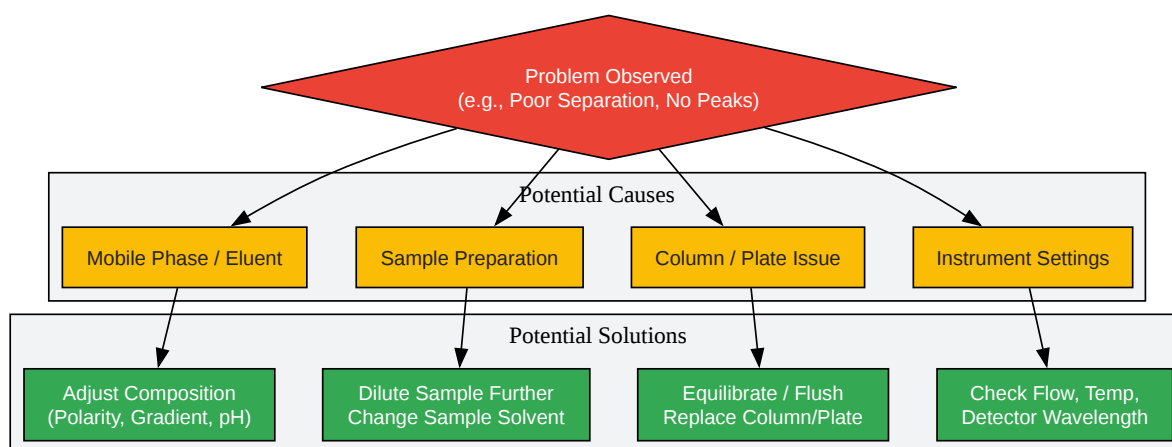 Problem Observed
(e.g., Poor Separation, No Peaks)
Potential Causes
Mobile Phase / Eluent
Sample Preparation
Column / Plate Issue
Instrument Settings
Potential Solutions
Adjust Composition
(Polarity, Gradient, pH)
Dilute Sample Further
Change Sample Solvent
Equilibrate / Flush
Replace Column/Plate
Check Flow, Temp,
Detector Wavelength